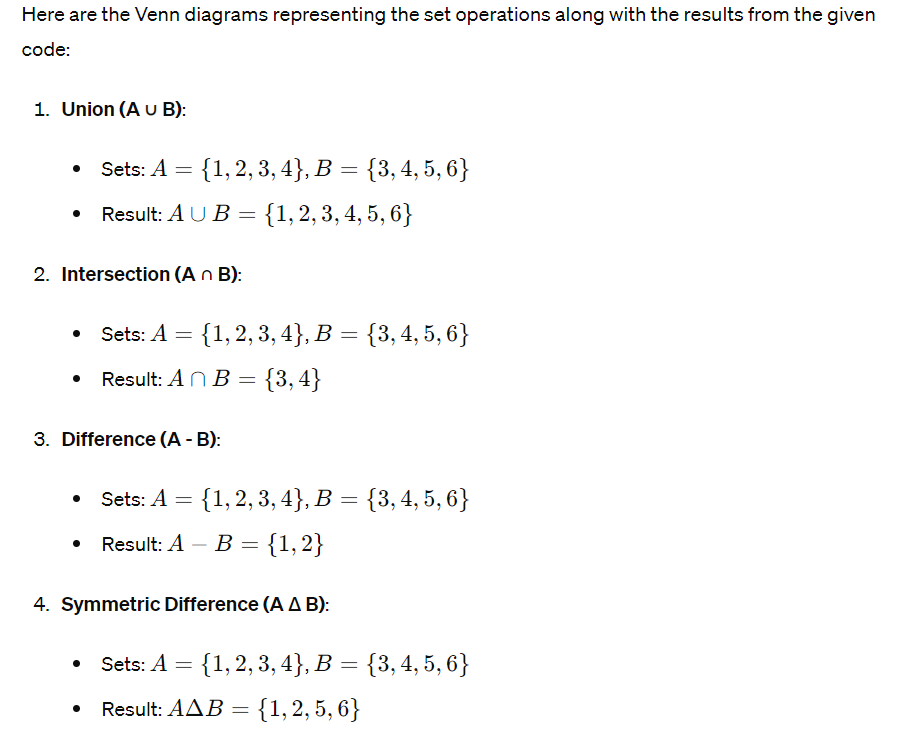 Here are the Venn diagrams representing the set operations along with the results from the given
code:
1. Union (A ∪ B):
• Sets: A = {1, 2, 3, 4}, B = {3, 4, 5, 6}
• Result: A ∪ B = {1, 2, 3, 4, 5, 6}
2. Intersection (A ∩ B):
• Sets: A = {1, 2, 3, 4}, B = {3, 4, 5, 6}
• Result: A ∩ B = {3, 4}
3. Difference (A - B):
• Sets: A = {1, 2, 3, 4}, B = {3, 4, 5, 6}
• Result: A − B = {1, 2}
4. Symmetric Difference (A Δ B):
• Sets: A = {1, 2, 3, 4}, B = {3, 4, 5, 6}
• Result: AΔB = {1, 2, 5, 6}